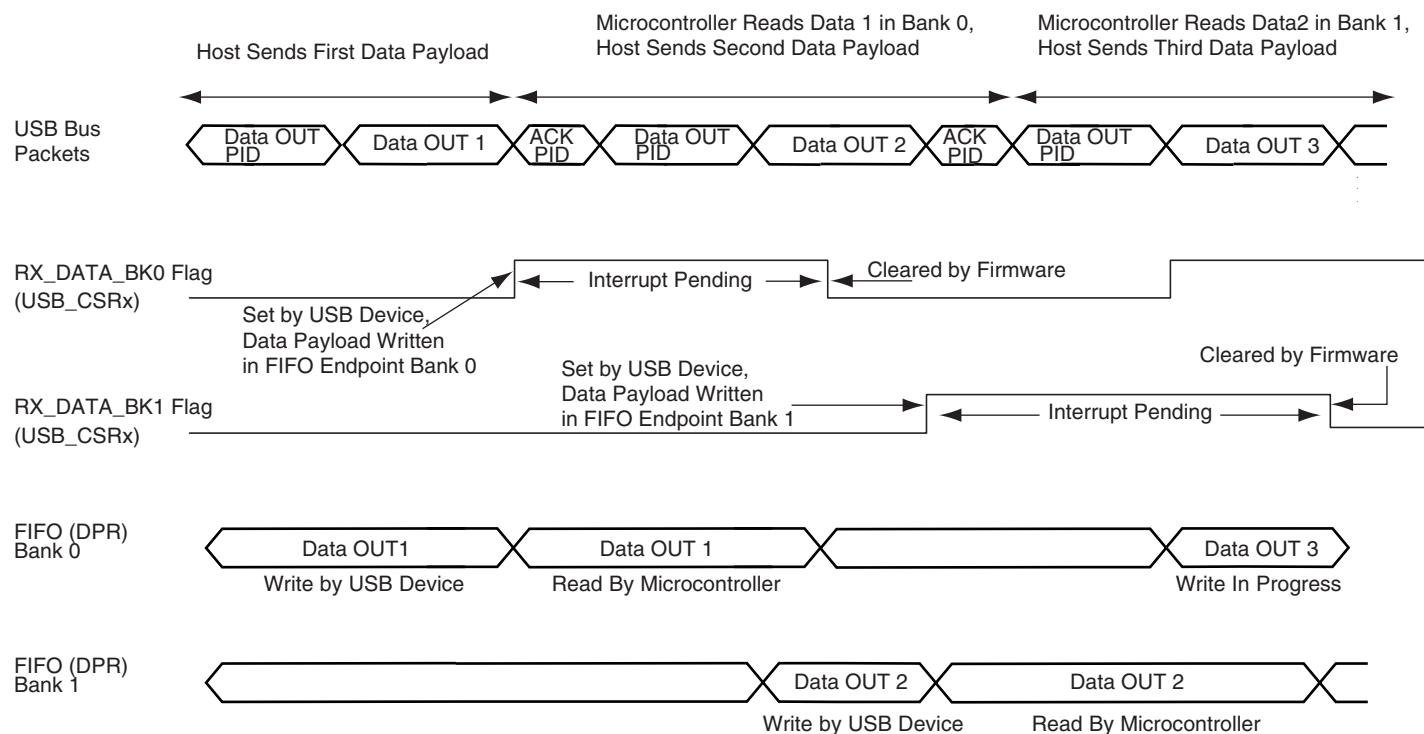 Microcontroller Reads Data 1 in Bank 0,
Host Sends Second Data Payload
Microcontroller Reads Data2 in Bank 1,
Host Sends Third Data Payload
Host Sends First Data Payload
USB Bus
Packets
Data OUT
PID
Data OUT 1
ACK
PID
Data OUT
PID
Data OUT 2
ACK
PID
Data OUT
PID
Data OUT 3
RX_DATA_BK0 Flag
(USB_CSRx)
Interrupt Pending
Cleared by Firmware
Set by USB Device,
Data Payload Written
in FIFO Endpoint Bank 0
RX_DATA_BK1 Flag
(USB_CSRx)
Set by USB Device,
Data Payload Written
in FIFO Endpoint Bank 1
Interrupt Pending
Cleared by Firmware
FIFO (DPR)
Bank 0
Data OUT1
Write by USB Device
Data OUT 1
Read By Microcontroller
Data OUT 3
Write In Progress
FIFO (DPR)
Bank 1
Data OUT 2
Write by USB Device
Data OUT 2
Read By Microcontroller